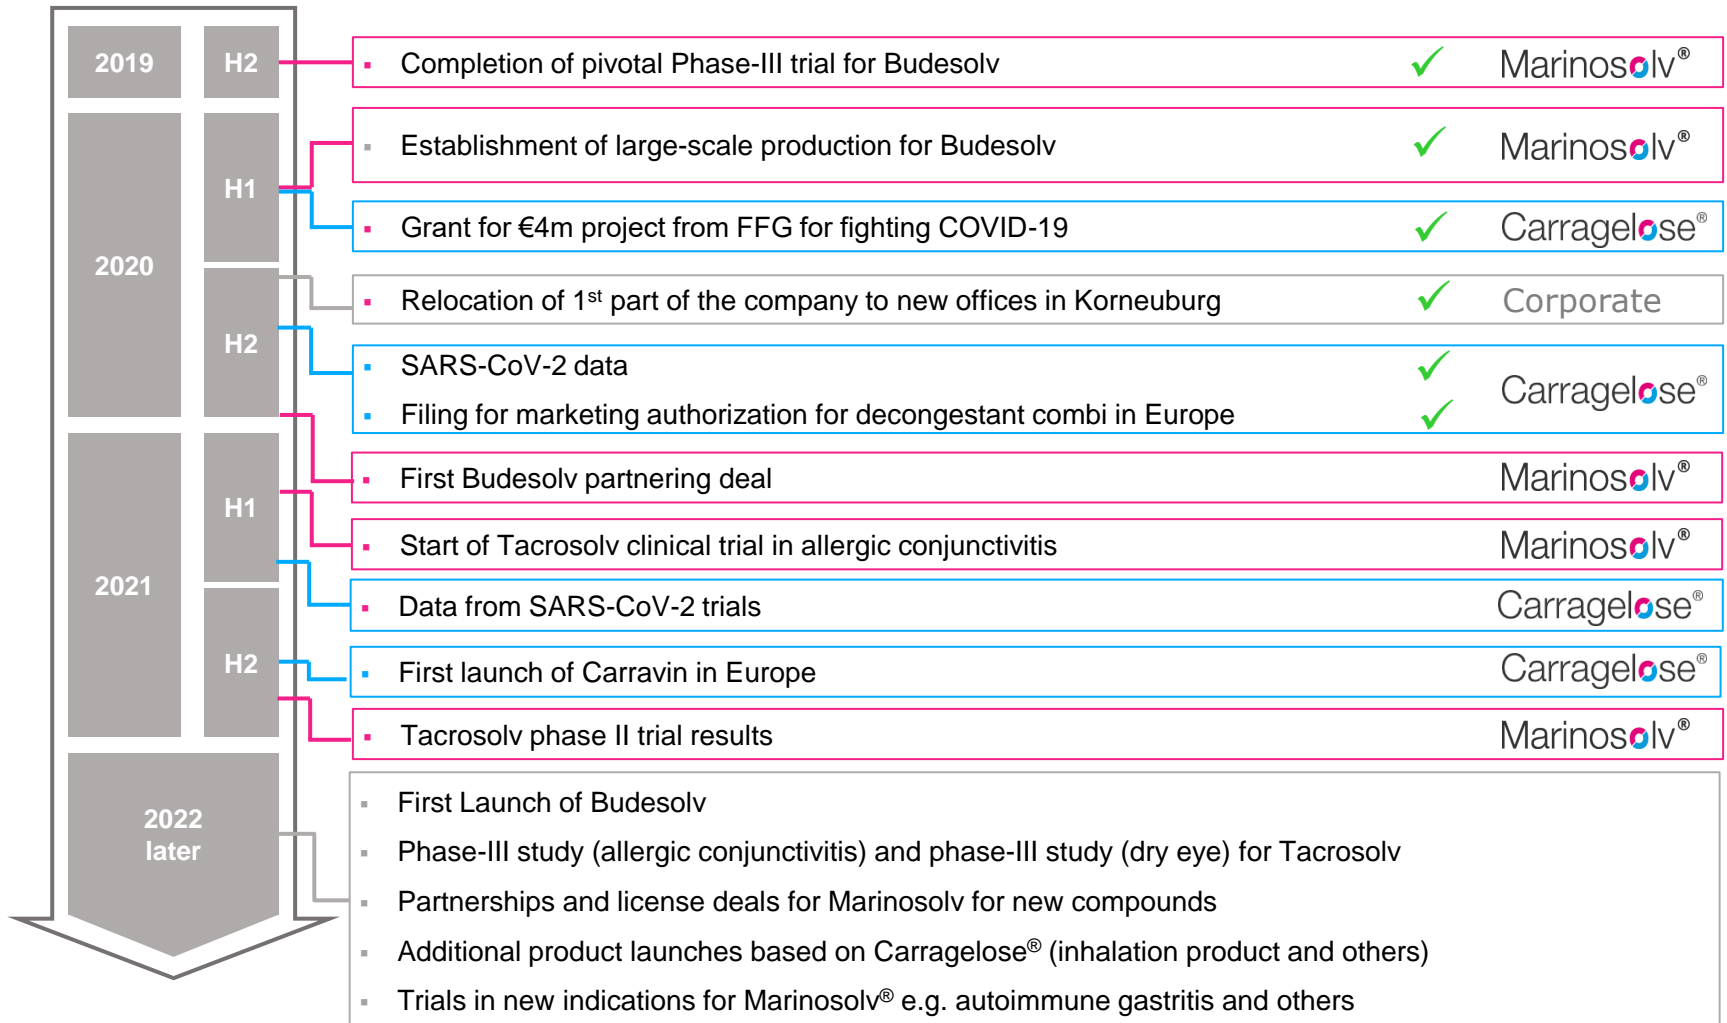 2019 H2
▪ Completion of pivotal Phase-III trial for Budesolv ✓ Marinosolv®
2020
H1
▪ Establishment of large-scale production for Budesolv ✓ Marinosolv®
▪ Grant for €4m project from FFG for fighting COVID-19 ✓ Carragelose®
H2
▪ Relocation of 1st part of the company to new offices in Korneuburg ✓ Corporate
▪ SARS-CoV-2 data ✓
▪ Filing for marketing authorization for decongestant combi in Europe ✓
Carragelose®
▪ First Budesolv partnering deal Marinosolv®
2021
H1
▪ Start of Tacrosolv clinical trial in allergic conjunctivitis Marinosolv®
▪ Data from SARS-CoV-2 trials Carragelose®
H2
▪ First launch of Carravin in Europe Carragelose®
▪ Tacrosolv phase II trial results Marinosolv®
2022
later
▪ First Launch of Budesolv
▪ Phase-III study (allergic conjunctivitis) and phase-III study (dry eye) for Tacrosolv
▪ Partnerships and license deals for Marinosolv for new compounds
▪ Additional product launches based on Carragelose® (inhalation product and others)
▪ Trials in new indications for Marinosolv® e.g. autoimmune gastritis and others